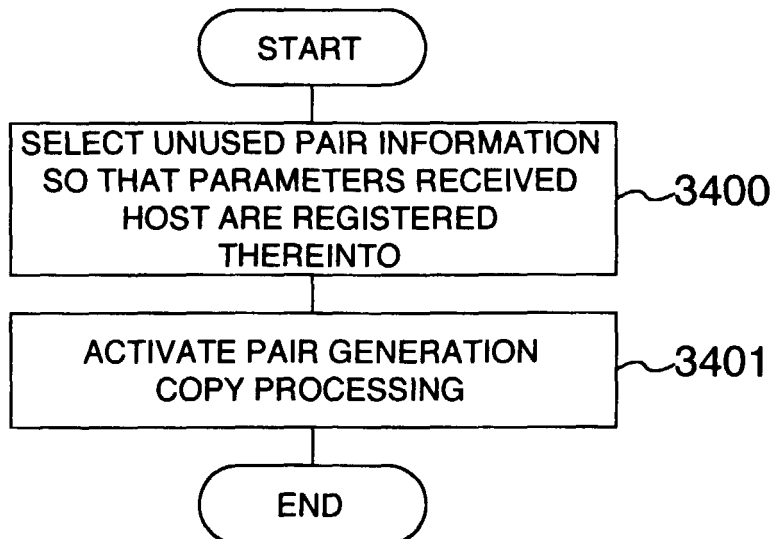 START
SELECT UNUSED PAIR INFORMATION
SO THAT PARAMETERS RECEIVED
HOST ARE REGISTERED
THEREINTO
3400
ACTIVATE PAIR GENERATION
COPY PROCESSING
3401
END